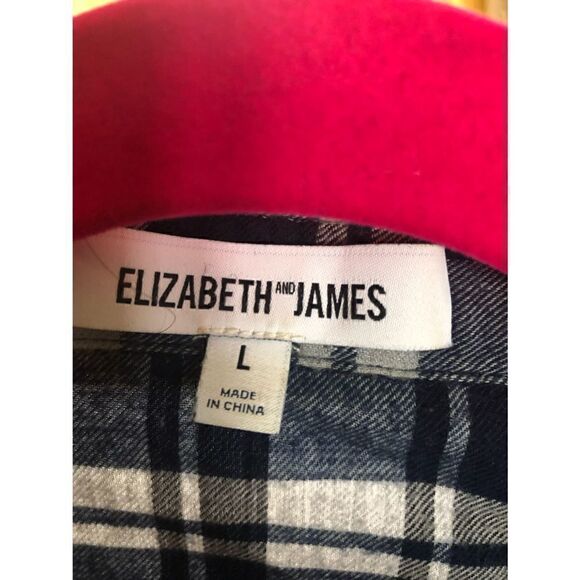 ELIZABETH AND JAMES
L
MADE
IN CHINA